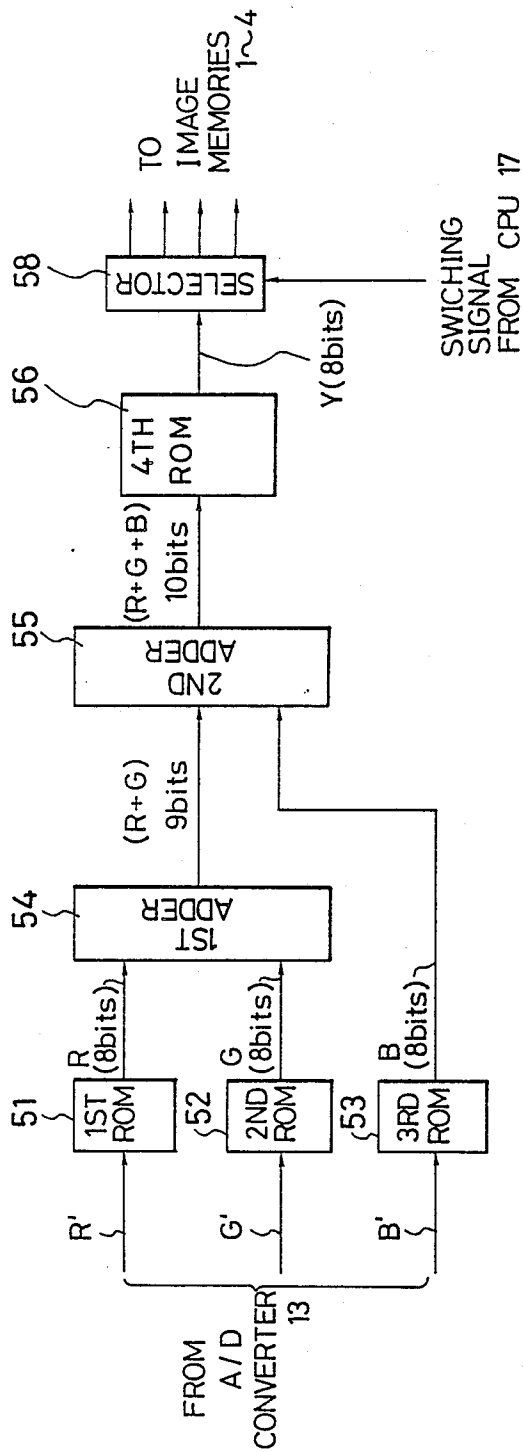 FROM
A/D
CONVERTER
13
R'
G'
B'
51
1ST
ROM
52
2ND
ROM
53
3RD
ROM
R
(8bits)
G
(8bits)
B
(8bits)
54
1ST
ADDER
(R+G)
9bits
55
2ND
ADDER
(R+G+B)
10bits
56
4TH
ROM
Y(8bits)
58
SELECTOR
TO
IMAGE
MEMORIES
1~4
SWICHING
SIGNAL
FROM CPU 17